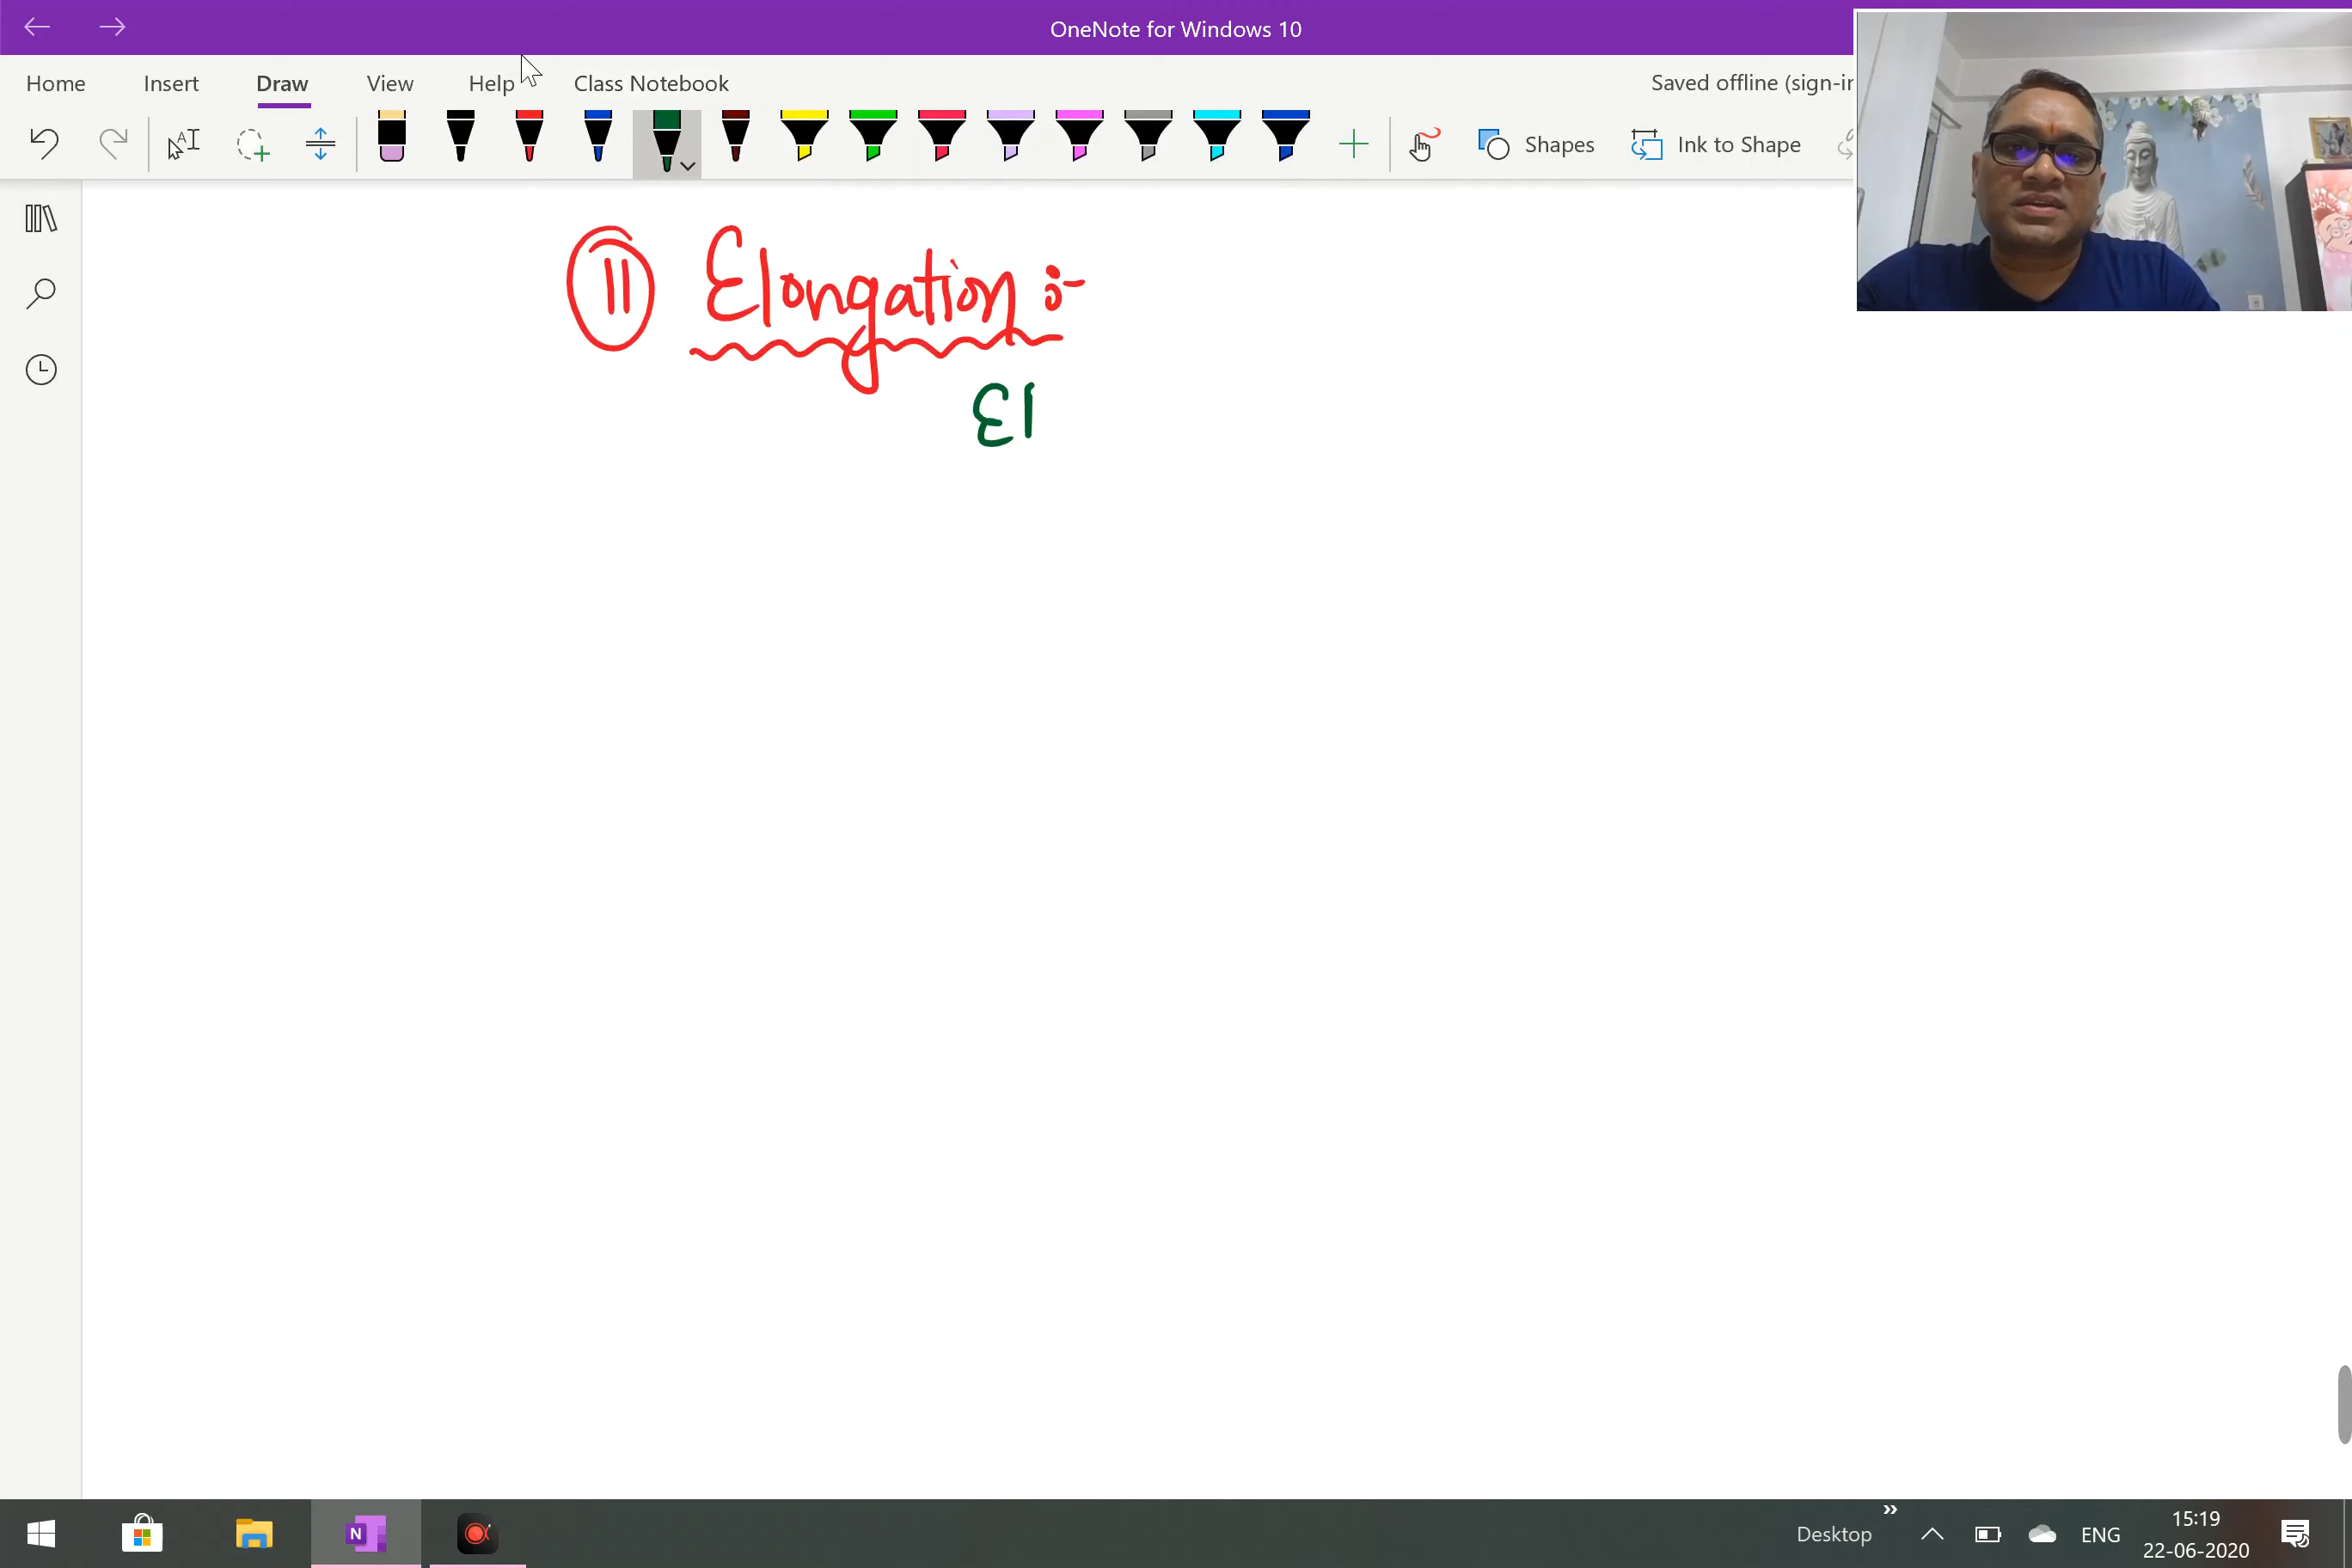 OneNote for Windows 10
Home Insert Draw View Help Class Notebook Saved offline (sign-in
Shapes Ink to Shape
11 Elongation :-
El
Desktop ENG 15:19
22-06-2020